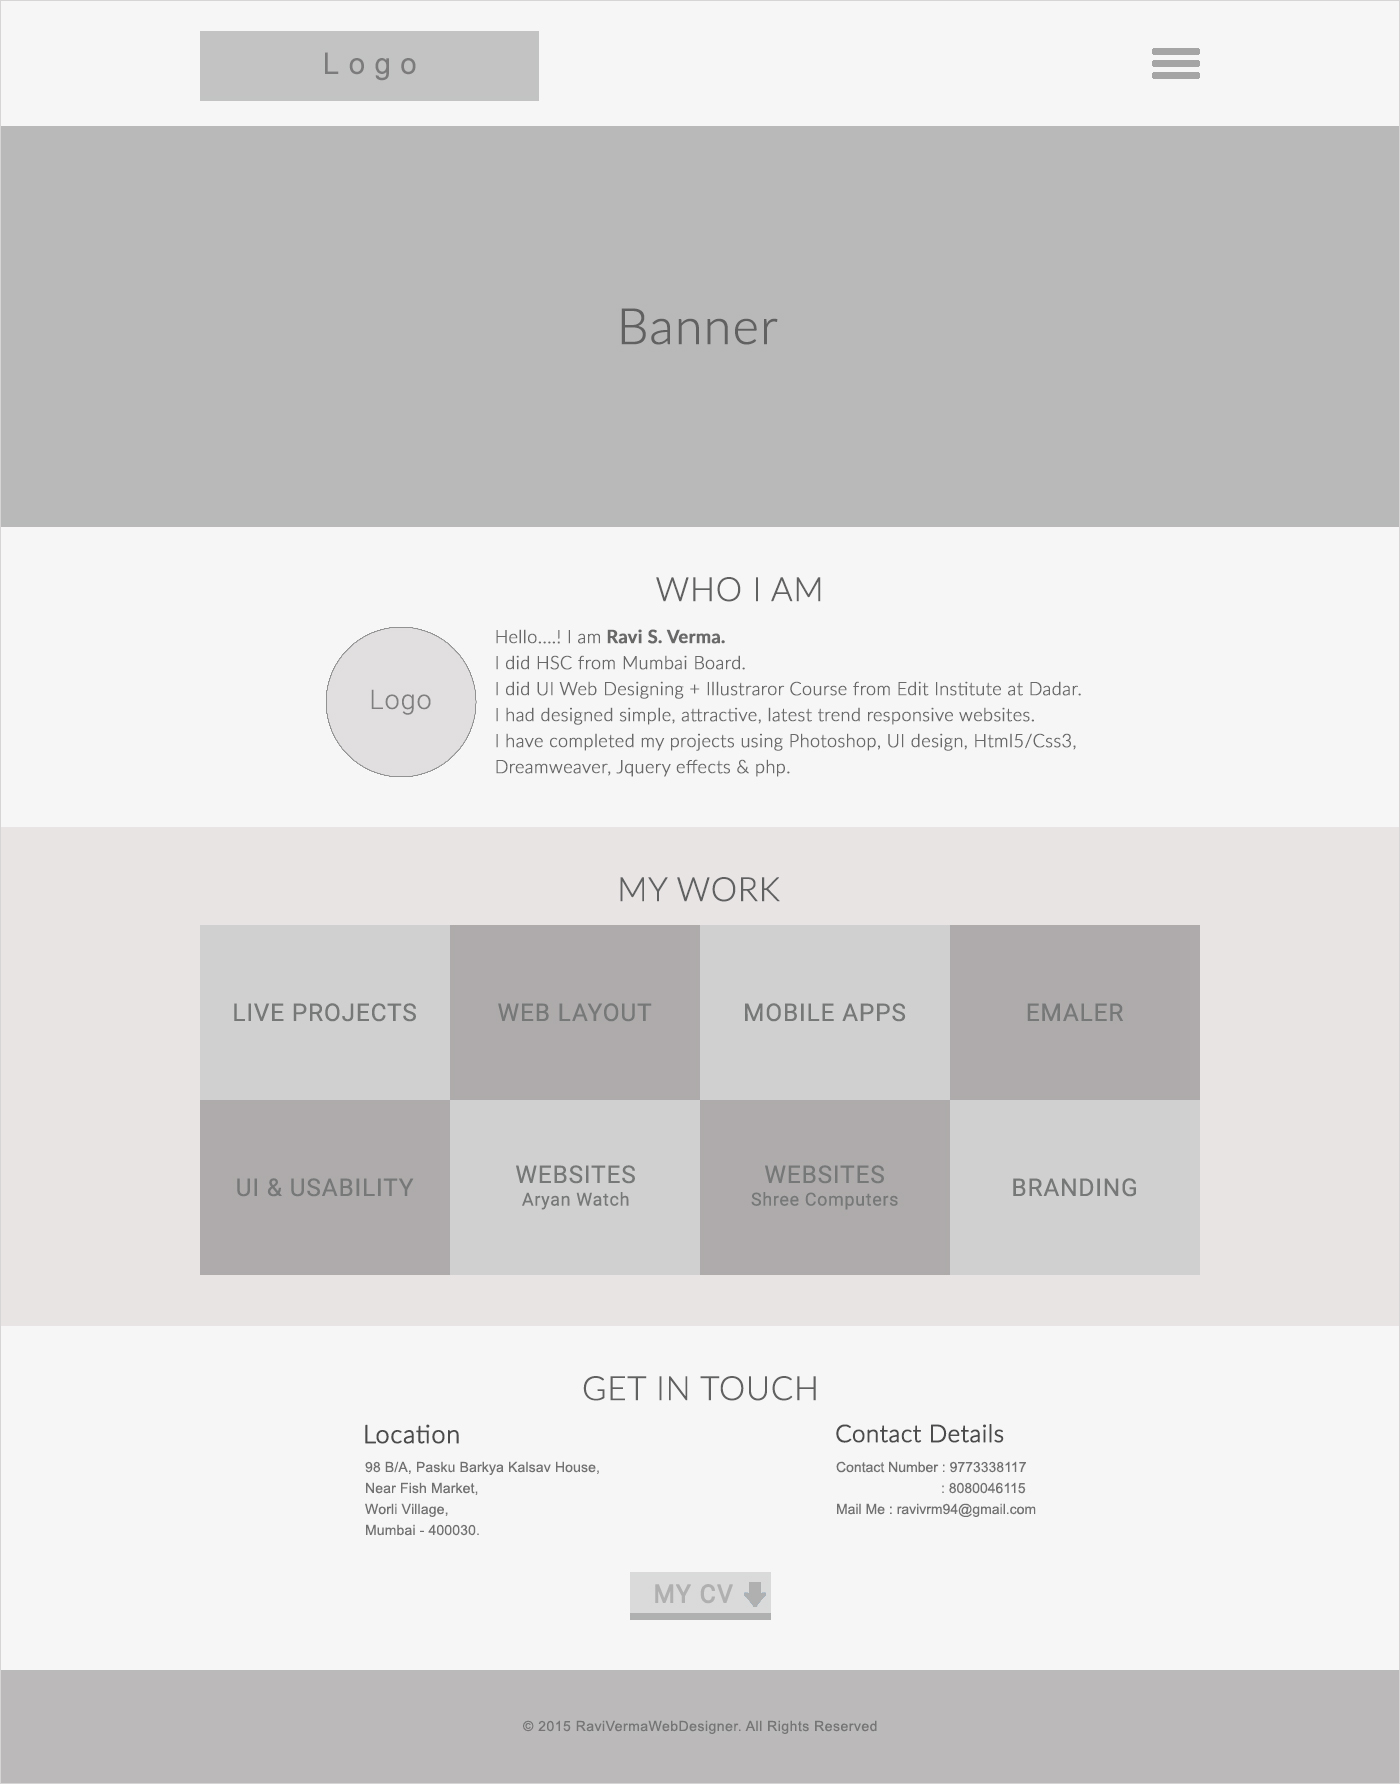 Logo
Banner
WHO I AM
Logo
Hello....! I am Ravi S. Verma.
I did HSC from Mumbai Board.
I did UI Web Designing + Illustraror Course from Edit Institute at Dadar.
I had designed simple, attractive, latest trend responsive websites.
I have completed my projects using Photoshop, UI design, Html5/Css3,
Dreamweaver, Jquery effects & php.
MY WORK
LIVE PROJECTS
WEB LAYOUT
MOBILE APPS
EMALER
UI & USABILITY
WEBSITES
Aryan Watch
WEBSITES
Shree Computers
BRANDING
GET IN TOUCH
Location
98 B/A, Pasku Barkya Kalsav House,
Near Fish Market,
Worli Village,
Mumbai - 400030.
Contact Details
Contact Number : 9773338117
: 8080046115
Mail Me : ravivrm94@gmail.com
MY CV
© 2015 RaviVermaWebDesigner. All Rights Reserved